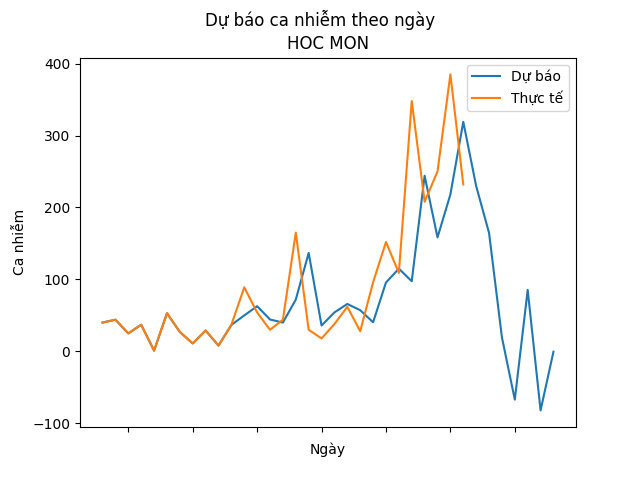 Dự báo ca nhiễm theo ngày
HOC MON
Dự báo
Thực tế
400
300
200
100
0
−100
Ca nhiễm
Ngày